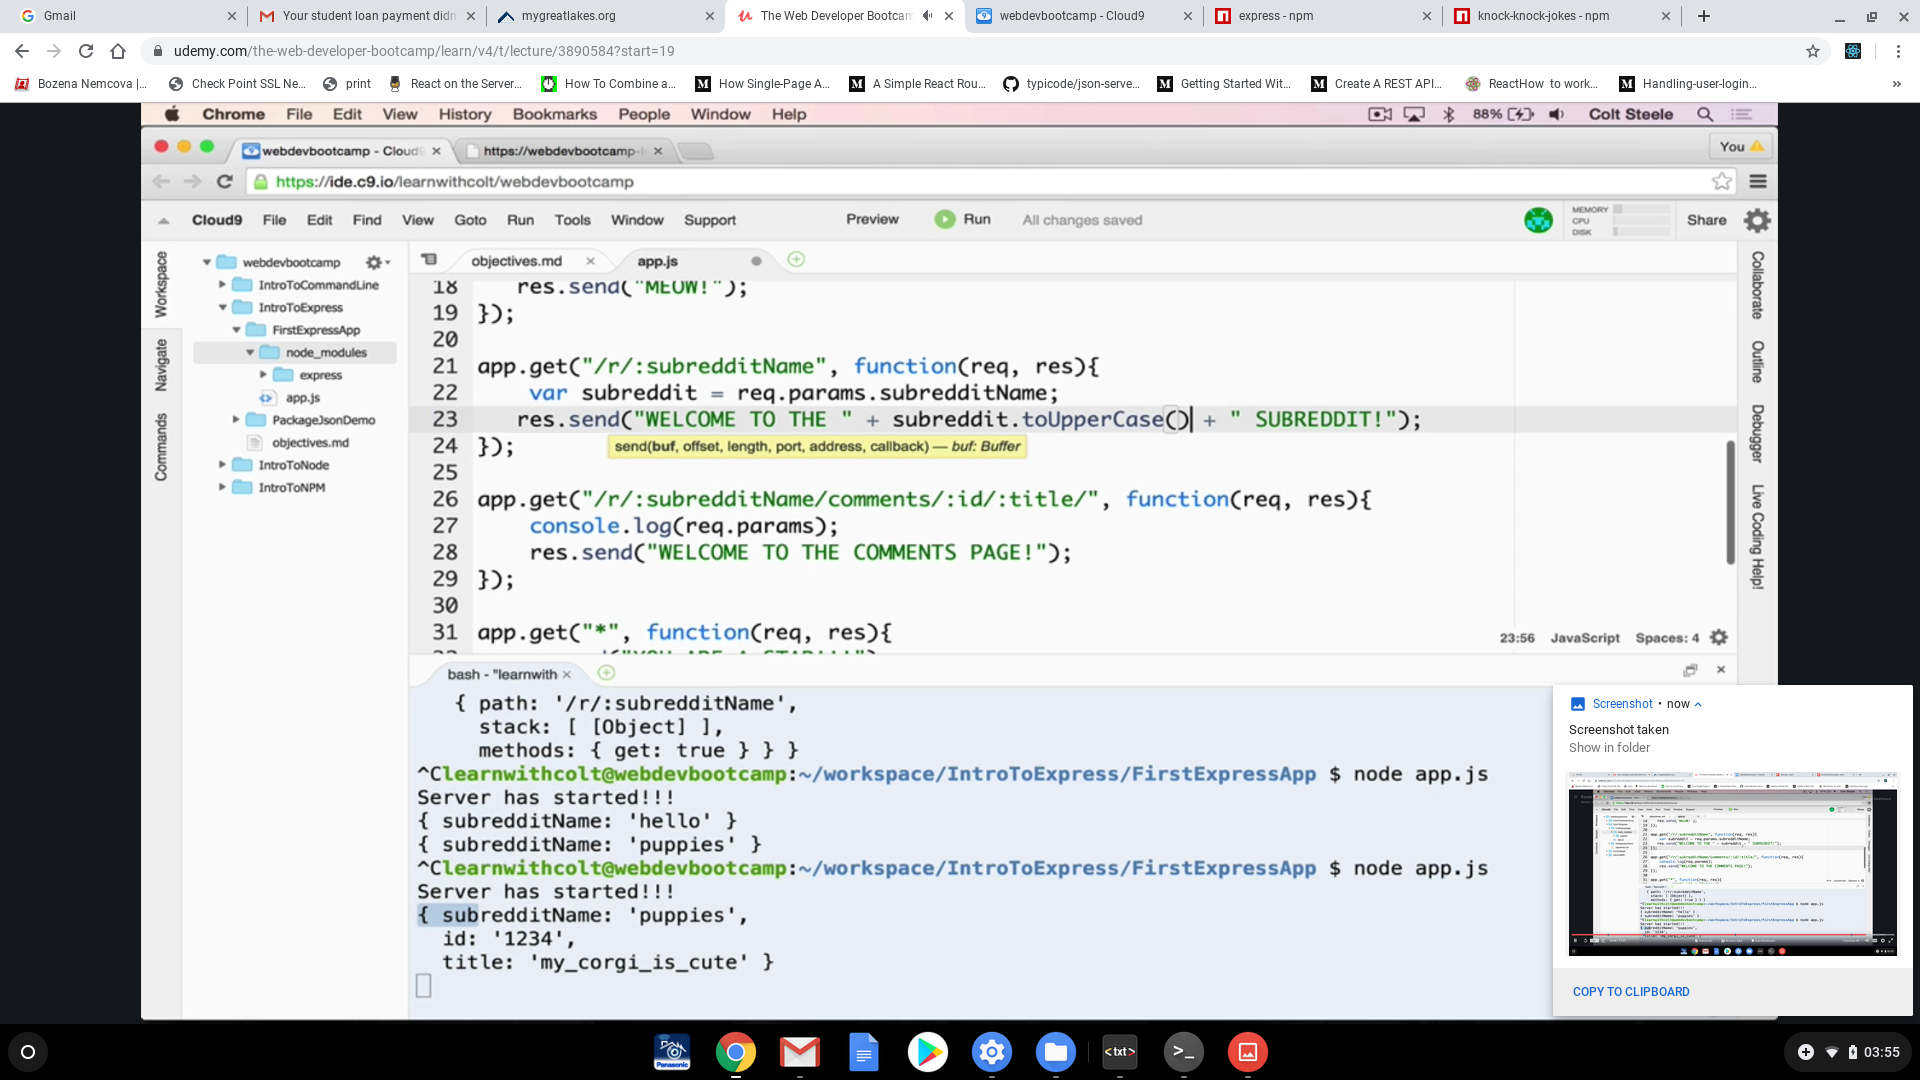 Gmail
Your student loan payment didn
mygreatlakes.org
The Web Developer Bootcam
webdevbootcamp - Cloud9
express - npm
knock-knock-jokes - npm
udemy.com/the-web-developer-bootcamp/learn/v4/t/lecture/3890584?start=19
Bozena Nemcova |...
Check Point SSL Ne...
print
React on the Server...
How To Combine a...
How Single-Page A...
A Simple React Rou...
typicode/json-serve...
Getting Started Wit...
Create A REST API...
ReactHow to work...
Handling-user-login...
Chrome File Edit View History Bookmarks People Window Help
88% Colt Steele
webdevbootcamp - Cloud9
https://webdevbootcamp-
You
https://ide.c9.io/learnwithcolt/webdevbootcamp
Cloud9 File Edit Find View Goto Run Tools Window Support Preview Run All changes saved
MEMORY
CPU
DISK
Share
Workspace
Navigate
Commands
webdevbootcamp
IntroToCommandLine
IntroToExpress
FirstExpressApp
node_modules
express
app.js
PackageJsonDemo
objectives.md
IntroToNode
IntroToNPM
objectives.md
app.js
18 res.send("MEOW!");
19 });
20
21 app.get("/r/:subredditName", function(req, res){
22 var subreddit = req.params.subredditName;
23 res.send("WELCOME TO THE " + subreddit.toUpperCase() + " SUBREDDIT!");
24 });
send(buf, offset, length, port, address, callback) — buf: Buffer
25
26 app.get("/r/:subredditName/comments/:id/:title/", function(req, res){
27 console.log(req.params);
28 res.send("WELCOME TO THE COMMENTS PAGE!");
29 });
30
31 app.get("*", function(req, res){
23:56 JavaScript Spaces: 4
Collaborate
Outline
Debugger
Live Coding Help!
bash - "learnwith
{ path: '/r/:subredditName',
stack: [ [Object] ],
methods: { get: true } } }
^Clearnwithcolt@webdevbootcamp:~/workspace/IntroToExpress/FirstExpressApp $ node app.js
Server has started!!!
{ subredditName: 'hello' }
{ subredditName: 'puppies' }
^Clearnwithcolt@webdevbootcamp:~/workspace/IntroToExpress/FirstExpressApp $ node app.js
Server has started!!!
{ subredditName: 'puppies',
id: '1234',
title: 'my_corgi_is_cute' }
Screenshot • now
Screenshot taken
Show in folder
COPY TO CLIPBOARD
Panasonic
<txt>
03:55